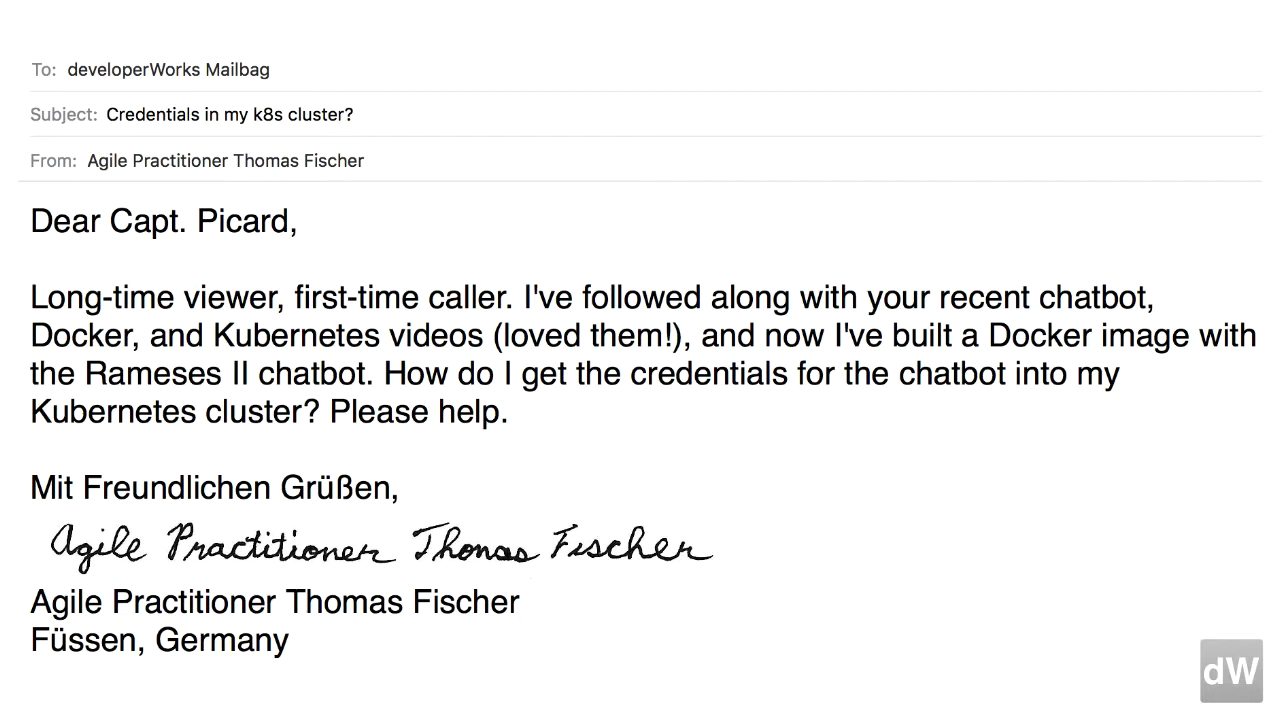 To: developerWorks Mailbag
Subject: Credentials in my k8s cluster?
From: Agile Practitioner Thomas Fischer
Dear Capt. Picard,
Long-time viewer, first-time caller. I've followed along with your recent chatbot,
Docker, and Kubernetes videos (loved them!), and now I've built a Docker image with
the Rameses II chatbot. How do I get the credentials for the chatbot into my
Kubernetes cluster? Please help.
Mit Freundlichen Grüßen,
Agile Practitioner Thomas Fischer
Agile Practitioner Thomas Fischer
Füssen, Germany
dW